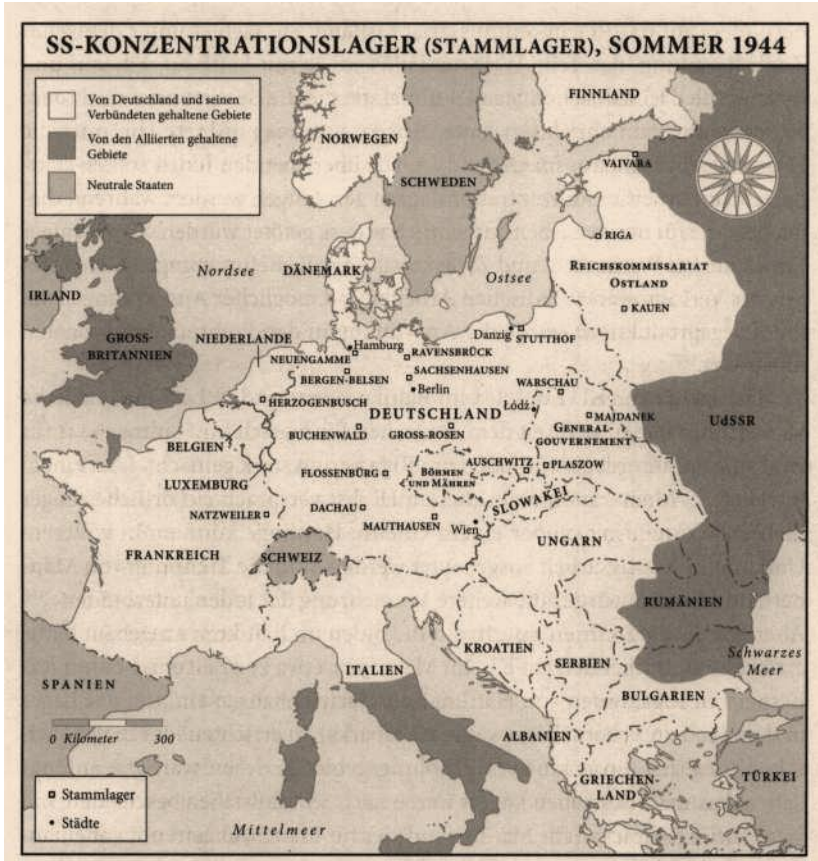 SS-KONZENTRATIONSLAGER (STAMMLAGER), SOMMER 1944
Von Deutschland und seinen
Verbündeten gehaltene Gebiete
Von den Alliierten gehaltene
Gebiete
Neutrale Staaten
FINNLAND
NORWEGEN
VAIVARA
SCHWEDEN
RIGA
Nordsee
DÄNEMARK
REICHSKOMMISSARIAT
OSTLAND
Ostsee
IRLAND
KAUEN
GROSS-
BRITANNIEN
NIEDERLANDE
Hamburg
Danzig
STUTTHOF
NEUENGAMME
RAVENSBRÜCK
BERGEN-BELSEN
SACHSENHAUSEN
Berlin
WARSCHAU
HERZOGENBUSCH
DEUTSCHLAND
Łódź
MAJDANEK
UdSSR
BUCHENWALD
GROSS-ROSEN
GENERAL-
GOUVERNEMENT
BELGIEN
LUXEMBURG
FLOSSENBÜRG
BÖHMEN
UND MÄHREN
AUSCHWITZ
PLASZOW
NATZWEILER
DACHAU
MAUTHAUSEN
Wien
SLOWAKEI
FRANKREICH
SCHWEIZ
UNGARN
RUMÄNIEN
KROATIEN
SERBIEN
Schwarzes
Meer
SPANIEN
ITALIEN
BULGARIEN
0 Kilometer 300
ALBANIEN
GRIECHEN-
LAND
TÜRKEI
Stammlager
Städte
Mittelmeer